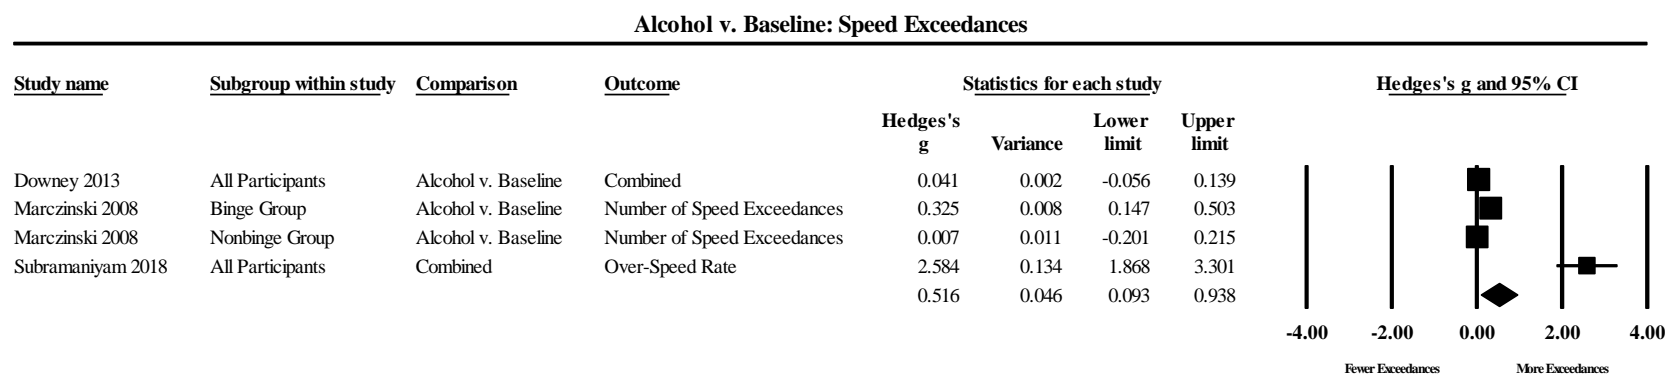 Alcohol v. Baseline: Speed Exceedances
Study name Subgroup within study Comparison Outcome Statistics for each study Hedges's g and 95% CI
Hedges's g Variance Lower limit Upper limit
Downey 2013 All Participants Alcohol v. Baseline Combined 0.041 0.002 -0.056 0.139
Marczinski 2008 Binge Group Alcohol v. Baseline Number of Speed Exceedances 0.325 0.008 0.147 0.503
Marczinski 2008 Nonbinge Group Alcohol v. Baseline Number of Speed Exceedances 0.007 0.011 -0.201 0.215
Subramaniyam 2018 All Participants Combined Over-Speed Rate 2.584 0.134 1.868 3.301
0.516 0.046 0.093 0.938
-4.00 -2.00 0.00 2.00 4.00
Fewer Exceedances More Exceedances